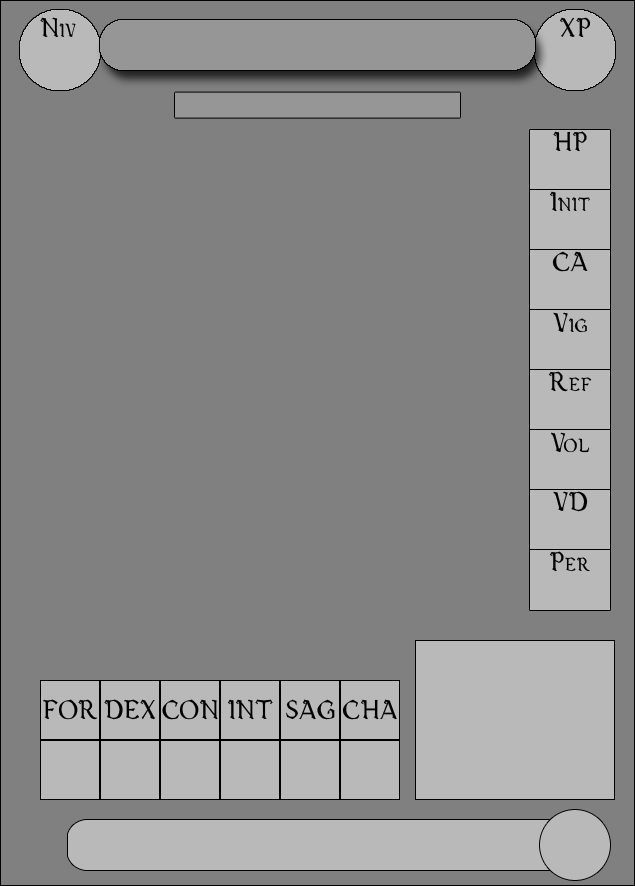 Niv
XP
HP
Init
CA
Vig
Ref
Vol
VD
Per
FOR DEX CON INT SAG CHA